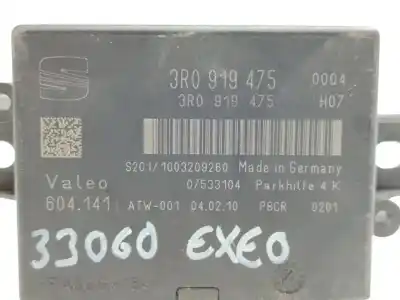 3R0 919 475 0004
3R0 919 475 H07
S201/1003209260 Made in Germany
Valeo 0/533104 Parkhilfe 4 K
604.141 ATW-001 04.02.10 P8CR 0201
33060 EXEO